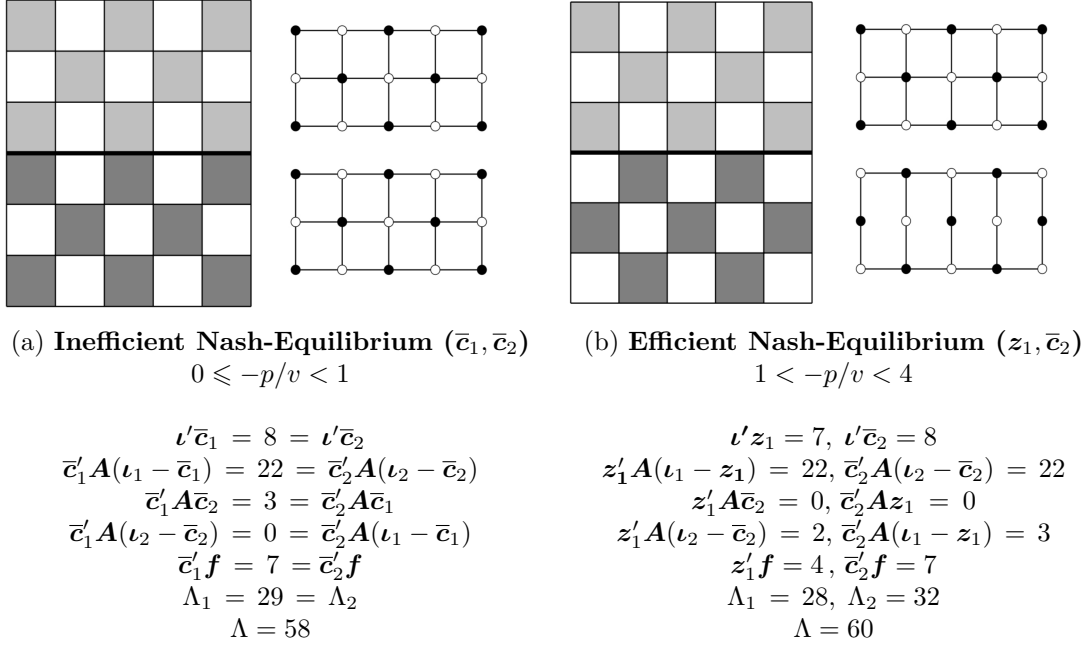 (a) Inefficient Nash-Equilibrium (c̅₁, c̅₂)
0 ⩽ −p/v < 1
ι′c̅₁ = 8 = ι′c̅₂
c̅′₁A(ι₁ − c̅₁) = 22 = c̅′₂A(ι₂ − c̅₂)
c̅′₁Ac̅₂ = 3 = c̅′₂Ac̅₁
c̅′₁A(ι₂ − c̅₂) = 0 = c̅′₂A(ι₁ − c̅₁)
c̅′₁f = 7 = c̅′₂f
Λ₁ = 29 = Λ₂
Λ = 58
(b) Efficient Nash-Equilibrium (z₁, c̅₂)
1 < −p/v < 4
ι′z₁ = 7, ι′c̅₂ = 8
z′₁A(ι₁ − z₁) = 22, c̅′₂A(ι₂ − c̅₂) = 22
z′₁Ac̅₂ = 0, c̅′₂Az₁ = 0
z′₁A(ι₂ − c̅₂) = 2, c̅′₂A(ι₁ − z₁) = 3
z′₁f = 4, c̅′₂f = 7
Λ₁ = 28, Λ₂ = 32
Λ = 60